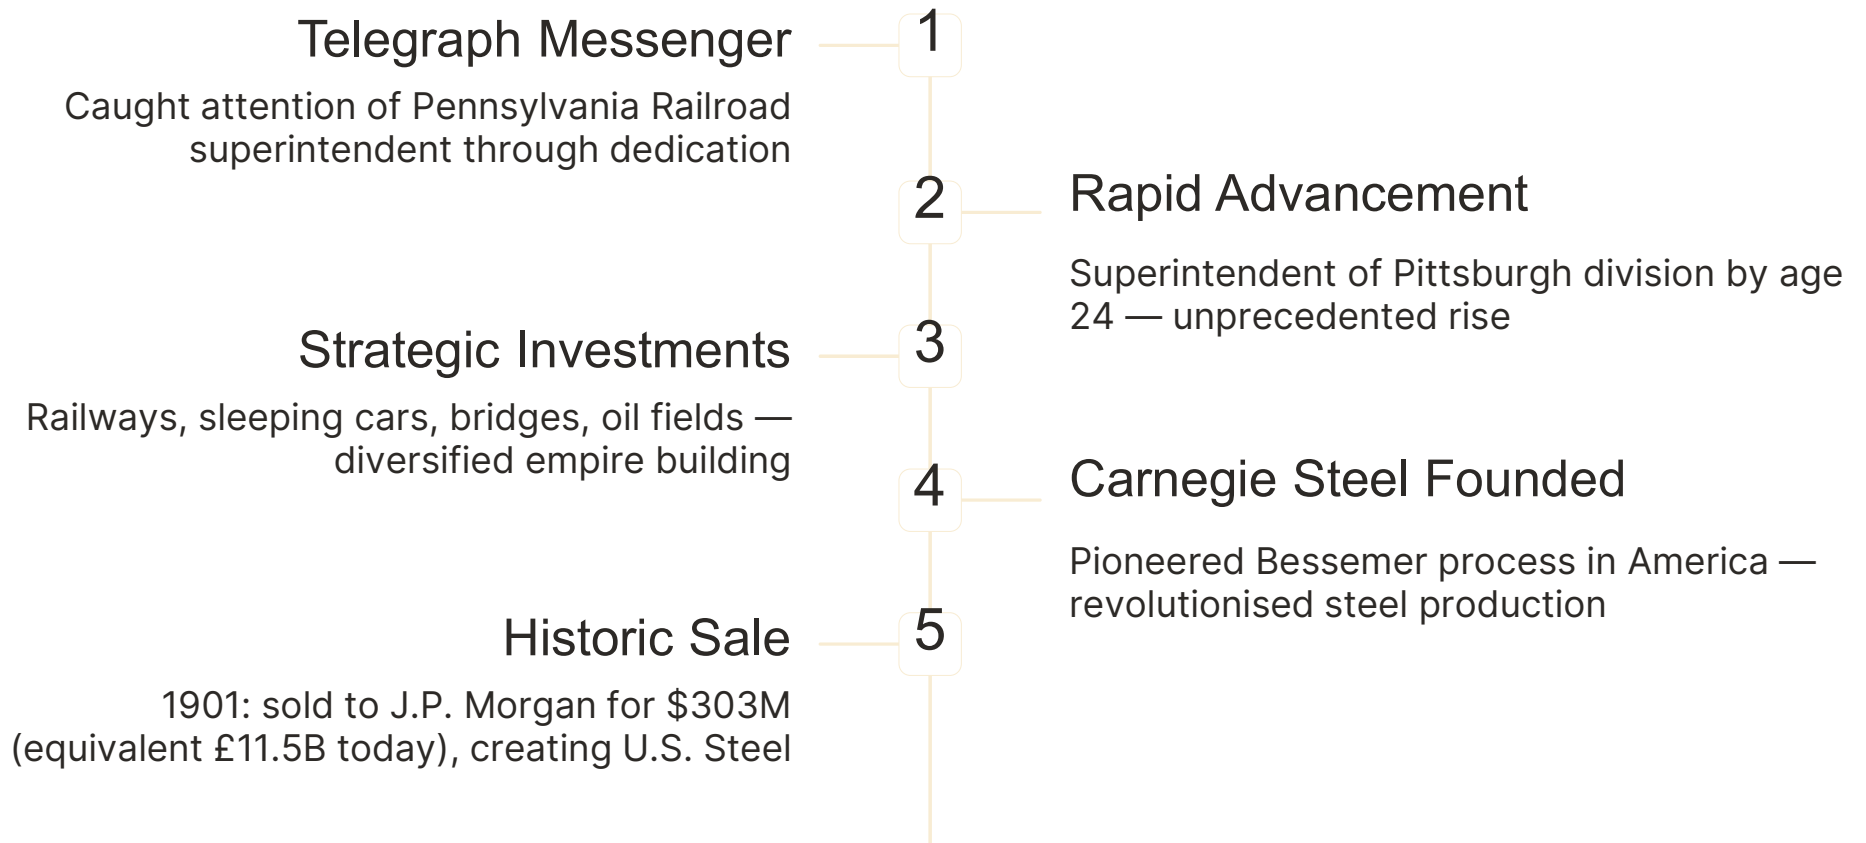 1
Telegraph Messenger
Caught attention of Pennsylvania Railroad
superintendent through dedication
2
Rapid Advancement
Superintendent of Pittsburgh division by age
24 — unprecedented rise
3
Strategic Investments
Railways, sleeping cars, bridges, oil fields —
diversified empire building
4
Carnegie Steel Founded
Pioneered Bessemer process in America —
revolutionised steel production
5
Historic Sale
1901: sold to J.P. Morgan for $303M
(equivalent £11.5B today), creating U.S. Steel